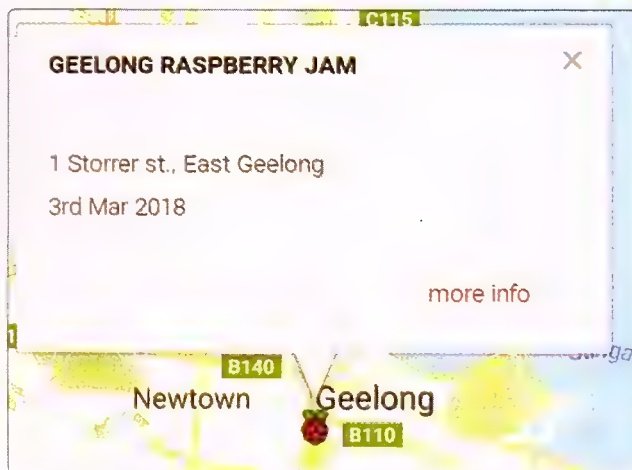 C115
GEELONG RASPBERRY JAM
1 Storrer st., East Geelong
3rd Mar 2018
more info
B140
Newtown
Geelong
B110